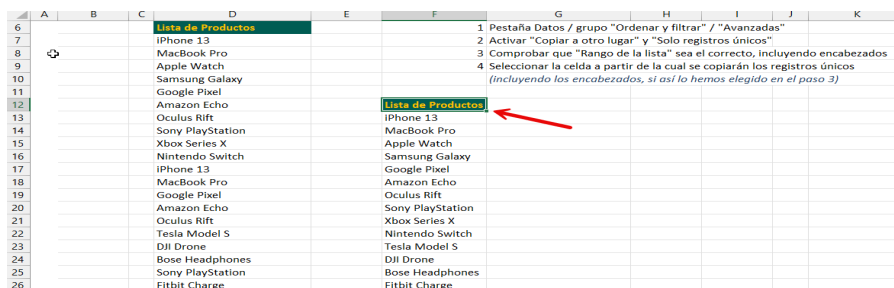 A B C D E F G H I J K
6 Lista de Productos 1 Pestaña Datos / grupo "Ordenar y filtrar" / "Avanzadas"
7 iPhone 13 2 Activar "Copiar a otro lugar" y "Solo registros únicos"
8 MacBook Pro 3 Comprobar que "Rango de la lista" sea el correcto, incluyendo encabezados
9 Apple Watch 4 Seleccionar la celda a partir de la cual se copiarán los registros únicos
10 Samsung Galaxy (incluyendo los encabezados, si así lo hemos elegido en el paso 3)
11 Google Pixel
12 Amazon Echo Lista de Productos
13 Oculus Rift iPhone 13
14 Sony PlayStation MacBook Pro
15 Xbox Series X Apple Watch
16 Nintendo Switch Samsung Galaxy
17 iPhone 13 Google Pixel
18 MacBook Pro Amazon Echo
19 Google Pixel Oculus Rift
20 Amazon Echo Sony PlayStation
21 Oculus Rift Xbox Series X
22 Tesla Model S Nintendo Switch
23 DJI Drone Tesla Model S
24 Bose Headphones DJI Drone
25 Sony PlayStation Bose Headphones
26 Fitbit Charge Fitbit Charge